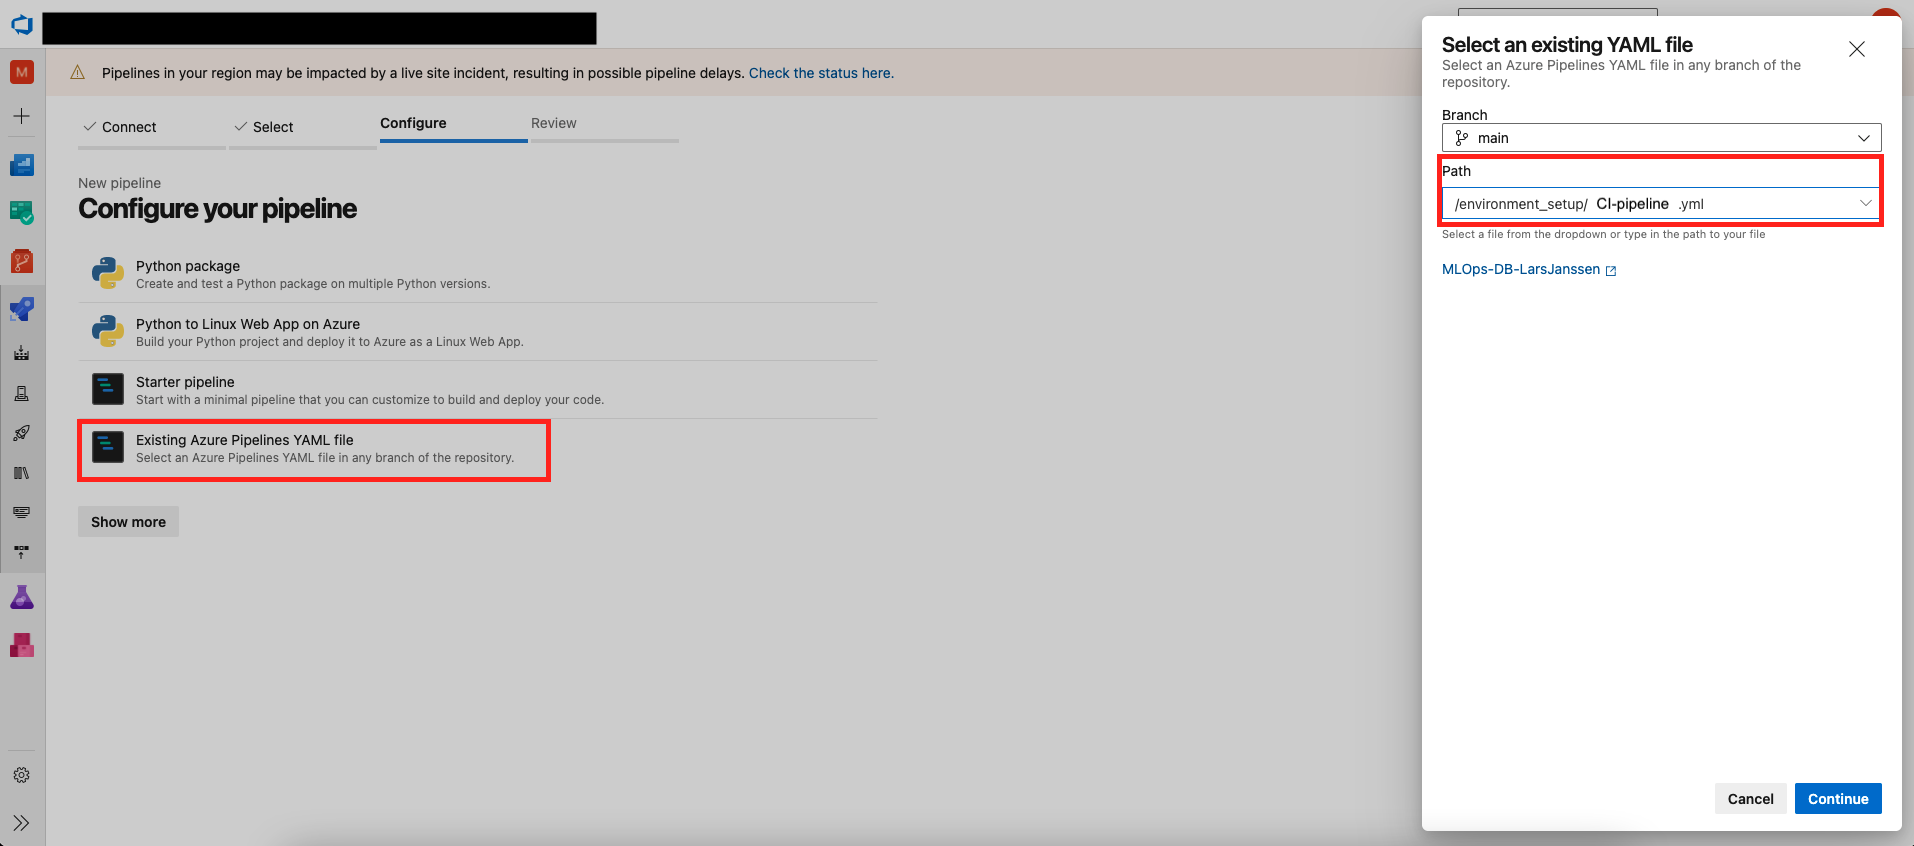 M
Pipelines in your region may be impacted by a live site incident, resulting in possible pipeline delays. Check the status here.
Connect
Select
Configure
Review
New pipeline
Configure your pipeline
Python package
Create and test a Python package on multiple Python versions.
Python to Linux Web App on Azure
Build your Python project and deploy it to Azure as a Linux Web App.
Starter pipeline
Start with a minimal pipeline that you can customize to build and deploy your code.
Existing Azure Pipelines YAML file
Select an Azure Pipelines YAML file in any branch of the repository.
Show more
Select an existing YAML file
Select an Azure Pipelines YAML file in any branch of the
repository.
Branch
main
Path
/environment_setup/ CI-pipeline .yml
Select a file from the dropdown or type in the path to your file
MLOps-DB-LarsJanssen
Cancel
Continue